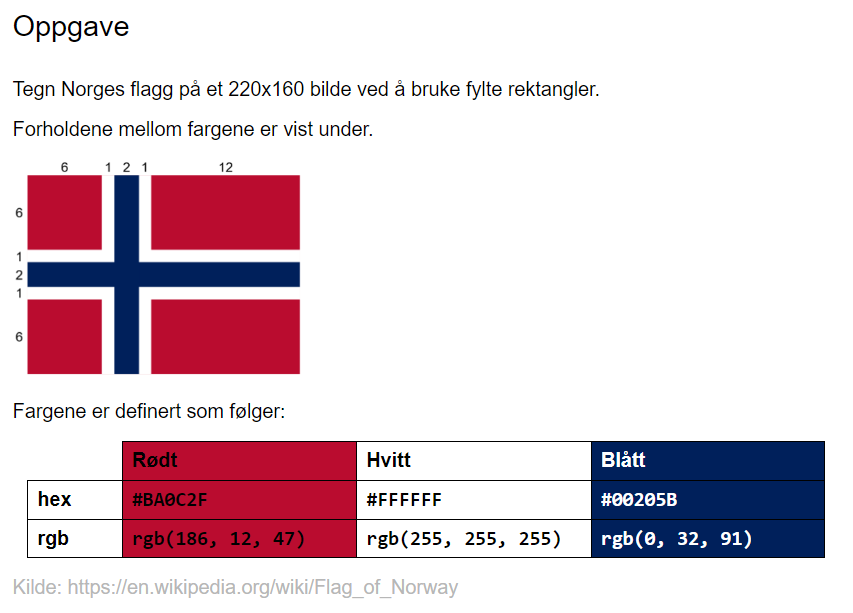 Oppgave
Tegn Norges flagg på et 220x160 bilde ved å bruke fylte rektangler.
Forholdene mellom fargene er vist under.
6 1 2 1 12
6
1
2
1
6
Fargene er definert som følger:
Rødt Hvitt Blått
hex #BA0C2F #FFFFFF #00205B
rgb rgb(186, 12, 47) rgb(255, 255, 255) rgb(0, 32, 91)
Kilde: https://en.wikipedia.org/wiki/Flag_of_Norway